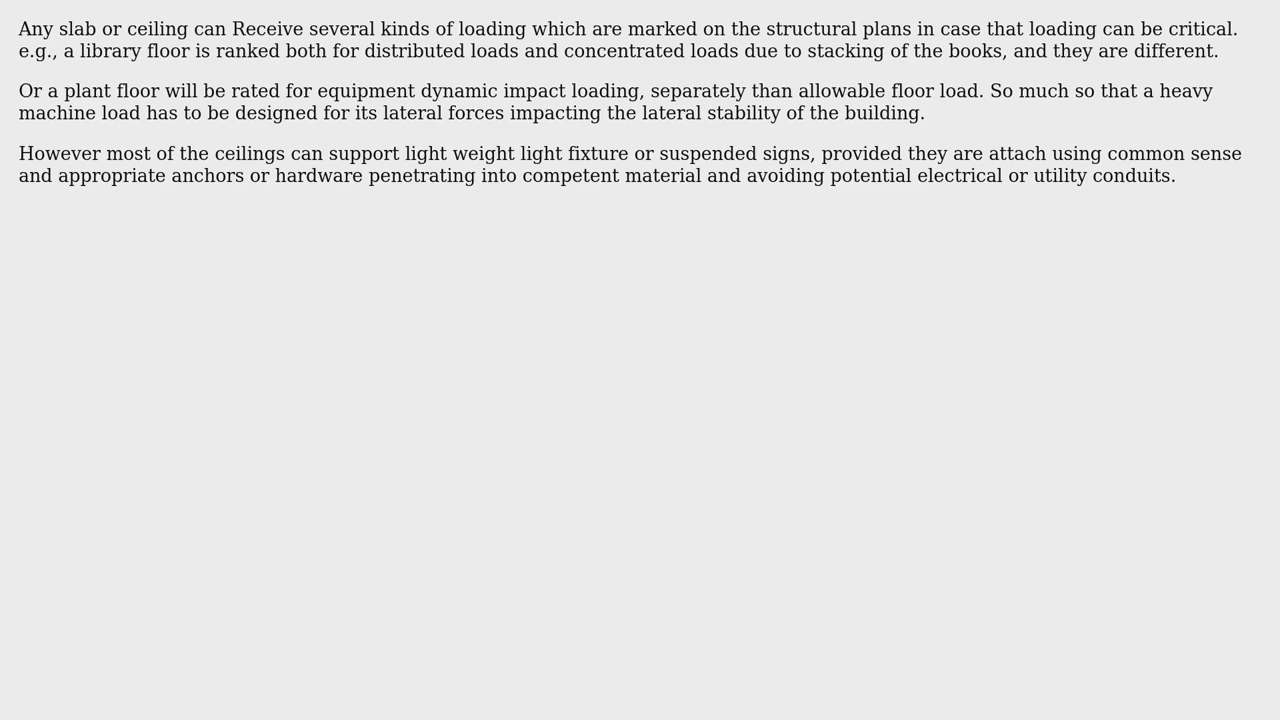 Any slab or ceiling can Receive several kinds of loading which are marked on the structural plans in case that loading can be critical.
e.g., a library floor is ranked both for distributed loads and concentrated loads due to stacking of the books, and they are different.
Or a plant floor will be rated for equipment dynamic impact loading, separately than allowable floor load. So much so that a heavy
machine load has to be designed for its lateral forces impacting the lateral stability of the building.
However most of the ceilings can support light weight light fixture or suspended signs, provided they are attach using common sense
and appropriate anchors or hardware penetrating into competent material and avoiding potential electrical or utility conduits.